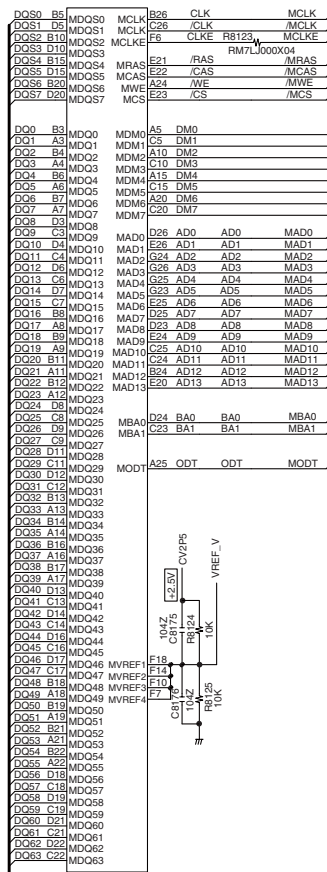 DQS0 B5 MDQS0 MCLK B26 CLK MCLK
DQS1 D5 MDQS1 MCLK C26 /CLK /MCLK
DQS2 B10 MDQS2 MCLKE F6 CLKE R8123 MCLKE
DQS3 D10 MDQS3 RM7LJ000X04
DQS4 B15 MDQS4 MRAS E21 /RAS /MRAS
DQS5 D15 MDQS5 MCAS E22 /CAS /MCAS
DQS6 B20 MDQS6 MWE A24 /WE /MWE
DQS7 D20 MDQS7 MCS E23 /CS /MCS
DQ0 B3 MDQ0 MDM0 A5 DM0
DQ1 A3 MDQ1 MDM1 C5 DM1
DQ2 B4 MDQ2 MDM2 A10 DM2
DQ3 A4 MDQ3 MDM3 C10 DM3
DQ4 B6 MDQ4 MDM4 A15 DM4
DQ5 A6 MDQ5 MDM5 C15 DM5
DQ6 B7 MDQ6 MDM6 A20 DM6
DQ7 A7 MDQ7 MDM7 C20 DM7
DQ8 D3 MDQ8
DQ9 C3 MDQ9 MAD0 D26 AD0 AD0 MAD0
DQ10 D4 MDQ10 MAD1 E26 AD1 AD1 MAD1
DQ11 C4 MDQ11 MAD2 G24 AD2 AD2 MAD2
DQ12 D6 MDQ12 MAD3 G26 AD3 AD3 MAD3
DQ13 C6 MDQ13 MAD4 G25 AD4 AD4 MAD4
DQ14 D7 MDQ14 MAD5 G23 AD5 AD5 MAD5
DQ15 C7 MDQ15 MAD6 E25 AD6 AD6 MAD6
DQ16 B8 MDQ16 MAD7 D25 AD7 AD7 MAD7
DQ17 A8 MDQ17 MAD8 D23 AD8 AD8 MAD8
DQ18 B9 MDQ18 MAD9 E24 AD9 AD9 MAD9
DQ19 A9 MDQ19 MAD10 C25 AD10 AD10 MAD10
DQ20 B11 MDQ20 MAD11 C24 AD11 AD11 MAD11
DQ21 A11 MDQ21 MAD12 B24 AD12 AD12 MAD12
DQ22 B12 MDQ22 MAD13 E20 AD13 AD13 MAD13
DQ23 A12 MDQ23
DQ24 D8 MDQ24
DQ25 C8 MDQ25 MBA0 D24 BA0 BA0 MBA0
DQ26 D9 MDQ26 MBA1 C23 BA1 BA1 MBA1
DQ27 C9 MDQ27
DQ28 D11 MDQ28
DQ29 C11 MDQ29 MODT A25 ODT ODT MODT
DQ30 D12 MDQ30
DQ31 C12 MDQ31
DQ32 B13 MDQ32
DQ33 A13 MDQ33
DQ34 B14 MDQ34
DQ35 A14 MDQ35
DQ36 B16 MDQ36
DQ37 A16 MDQ37
DQ38 B17 MDQ38
DQ39 A17 MDQ39
DQ40 D13 MDQ40
DQ41 C13 MDQ41
DQ42 D14 MDQ42
DQ43 C14 MDQ43
DQ44 D16 MDQ44
DQ45 C16 MDQ45
DQ46 D17 MDQ46 MVREF1 F18
DQ47 C17 MDQ47 MVREF2 F14
DQ48 B18 MDQ48 MVREF3 F10
DQ49 A18 MDQ49 MVREF4 F7
DQ50 B19 MDQ50
DQ51 A19 MDQ51
DQ52 B21 MDQ52
DQ53 A21 MDQ53
DQ54 B22 MDQ54
DQ55 A22 MDQ55
DQ56 D18 MDQ56
DQ57 C18 MDQ57
DQ58 D19 MDQ58
DQ59 C19 MDQ59
DQ60 D21 MDQ60
DQ61 C21 MDQ61
DQ62 D22 MDQ62
DQ63 C22 MDQ63
+2.5V
CV2P5
VREF_V
104Z
C8175
R8124
10K
C8176
104Z
R8125
10K